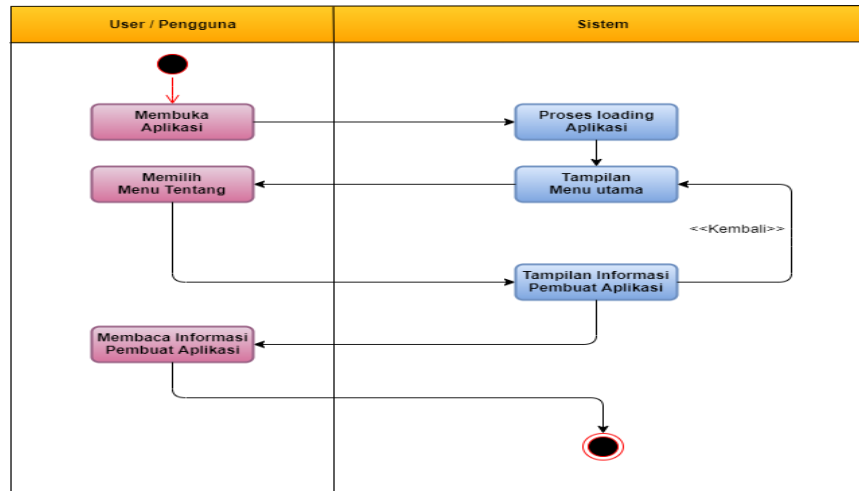 User / Pengguna
Sistem
Membuka
Aplikasi
Proses loading
Aplikasi
Memilih
Menu Tentang
Tampilan
Menu utama
<<Kembali>>
Tampilan Informasi
Pembuat Aplikasi
Membaca Informasi
Pembuat Aplikasi